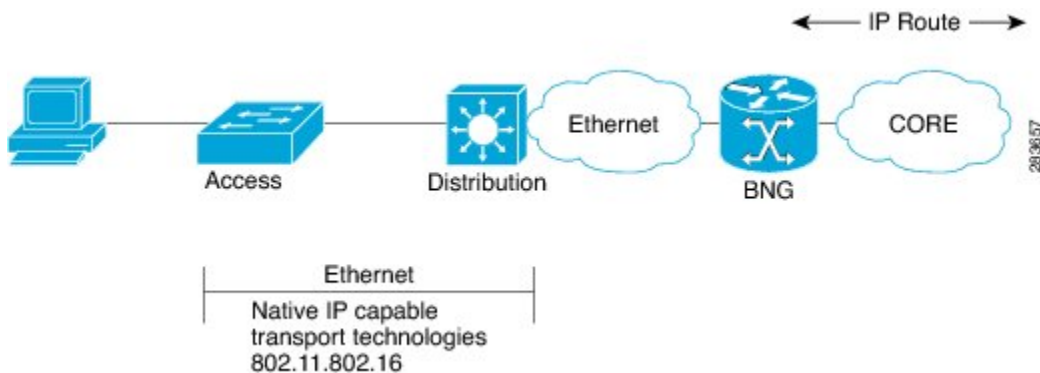 IP Route
Ethernet
CORE
Access
Distribution
BNG
283657
Ethernet
Native IP capable
transport technologies
802.11.802.16